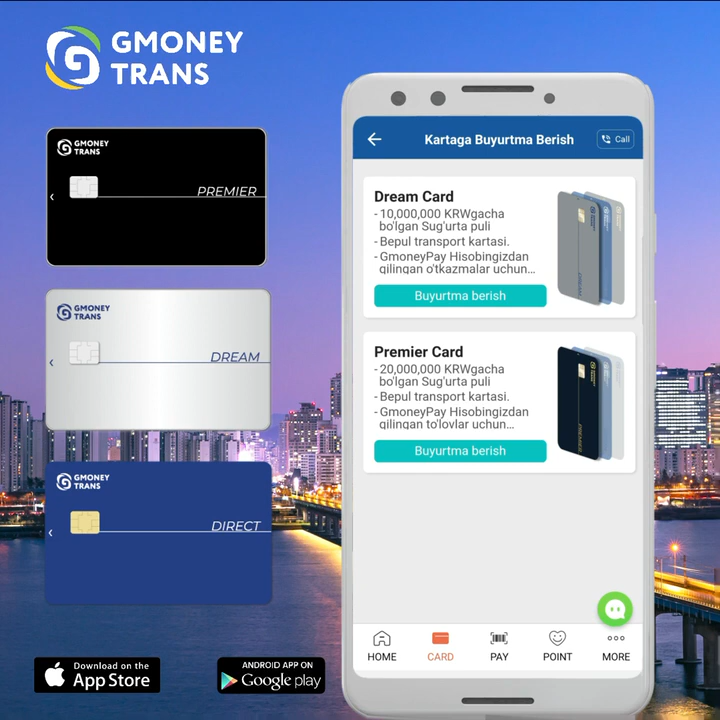 GMONEY
TRANS
GMONEY
TRANS
PREMIER
GMONEY
TRANS
DREAM
GMONEY
TRANS
DIRECT
Download on the
App Store
ANDROID APP ON
Google play
Kartaga Buyurtma Berish
Call
Dream Card
- 10,000,000 KRWgacha
bo'lgan Sug'urta puli
- Bepul transport kartasi.
- GmoneyPay Hisobingizdan
qilingan o'tkazmalar uchun...
Buyurtma berish
Premier Card
- 20,000,000 KRWgacha
bo'lgan Sug'urta puli
- Bepul transport kartasi.
- GmoneyPay Hisobingizdan
qilingan to'lovlar uchun...
Buyurtma berish
HOME
CARD
PAY
POINT
MORE